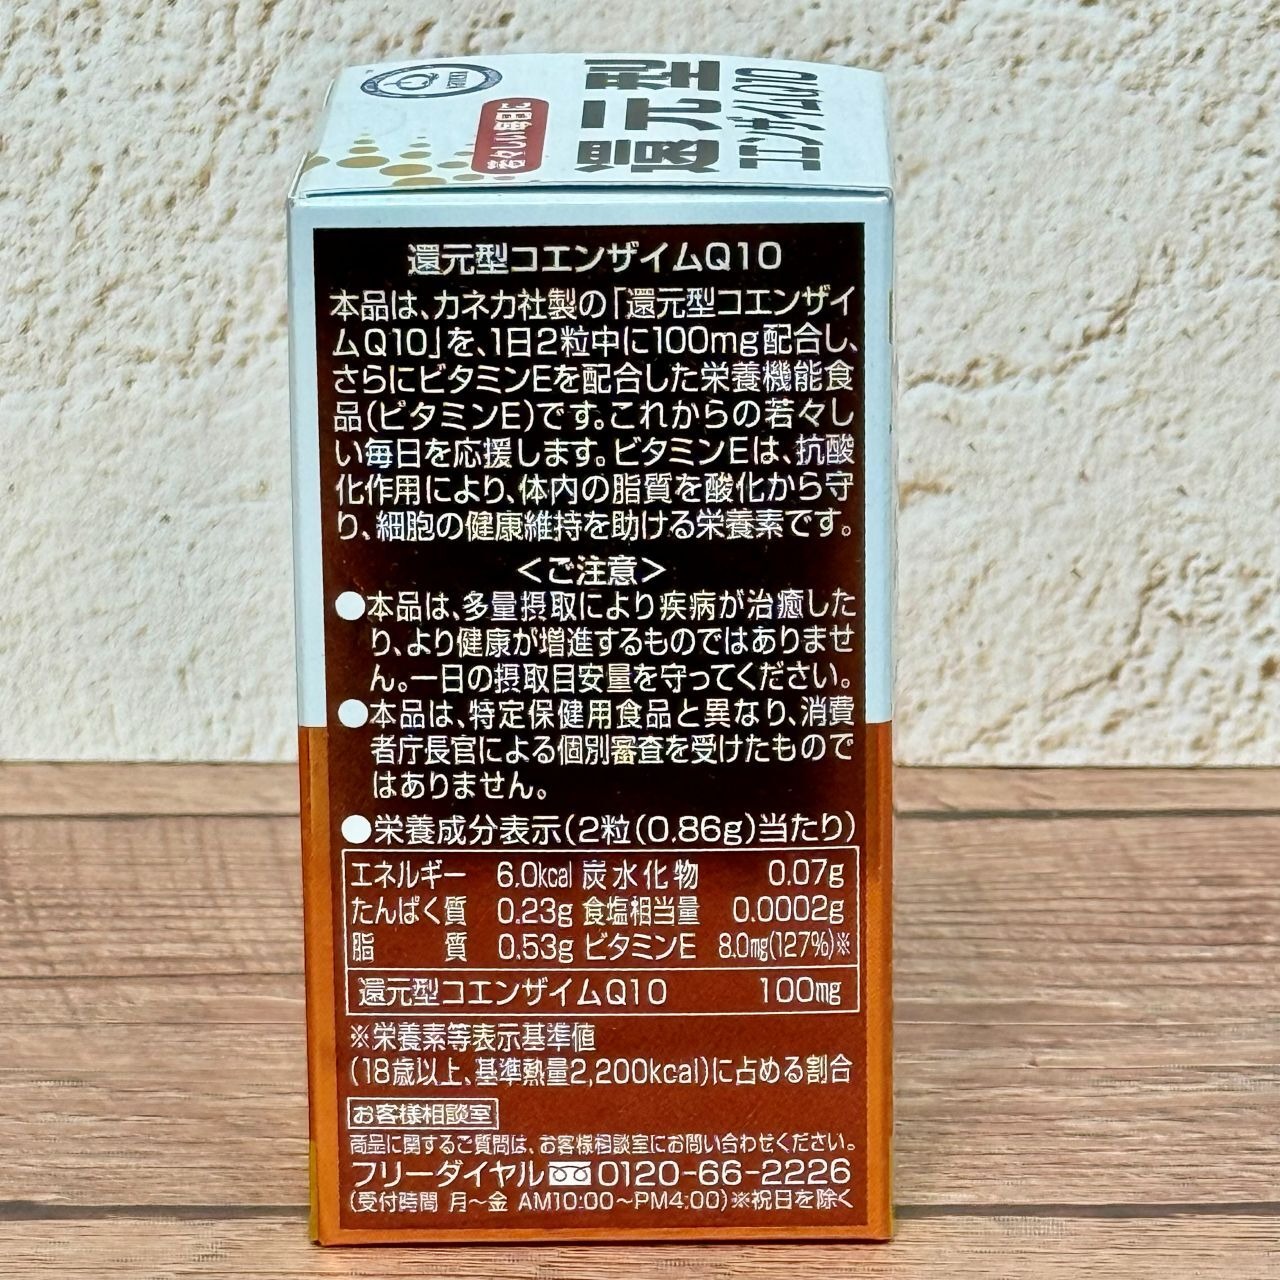 若々しい毎日に
還元型
コエンザイムQ10
還元型コエンザイムQ10
本品は、カネカ社製の「還元型コエンザイ
ムQ10」を、1日2粒中に100mg配合し、
さらにビタミンEを配合した栄養機能食
品(ビタミンE)です。これからの若々し
い毎日を応援します。ビタミンEは、抗酸
化作用により、体内の脂質を酸化から守
り、細胞の健康維持を助ける栄養素です。
<ご注意>
●本品は、多量摂取により疾病が治癒した
り、より健康が増進するものではありませ
ん。一日の摂取目安量を守ってください。
●本品は、特定保健用食品と異なり、消費
者庁長官による個別審査を受けたもので
はありません。
●栄養成分表示(2粒(0.86g)当たり)
エネルギー 6.0kcal 炭水化物 0.07g
たんぱく質 0.23g 食塩相当量 0.0002g
脂質 0.53g ビタミンE 8.0mg(127%)※
還元型コエンザイムQ10 100mg
※栄養素等表示基準値
(18歳以上、基準熱量2,200kcal)に占める割合
お客様相談室
商品に関するご質問は、お客様相談室にお問い合わせください。
フリーダイヤル 0120-66-2226
(受付時間 月～金 AM10:00～PM4:00)※祝日を除く